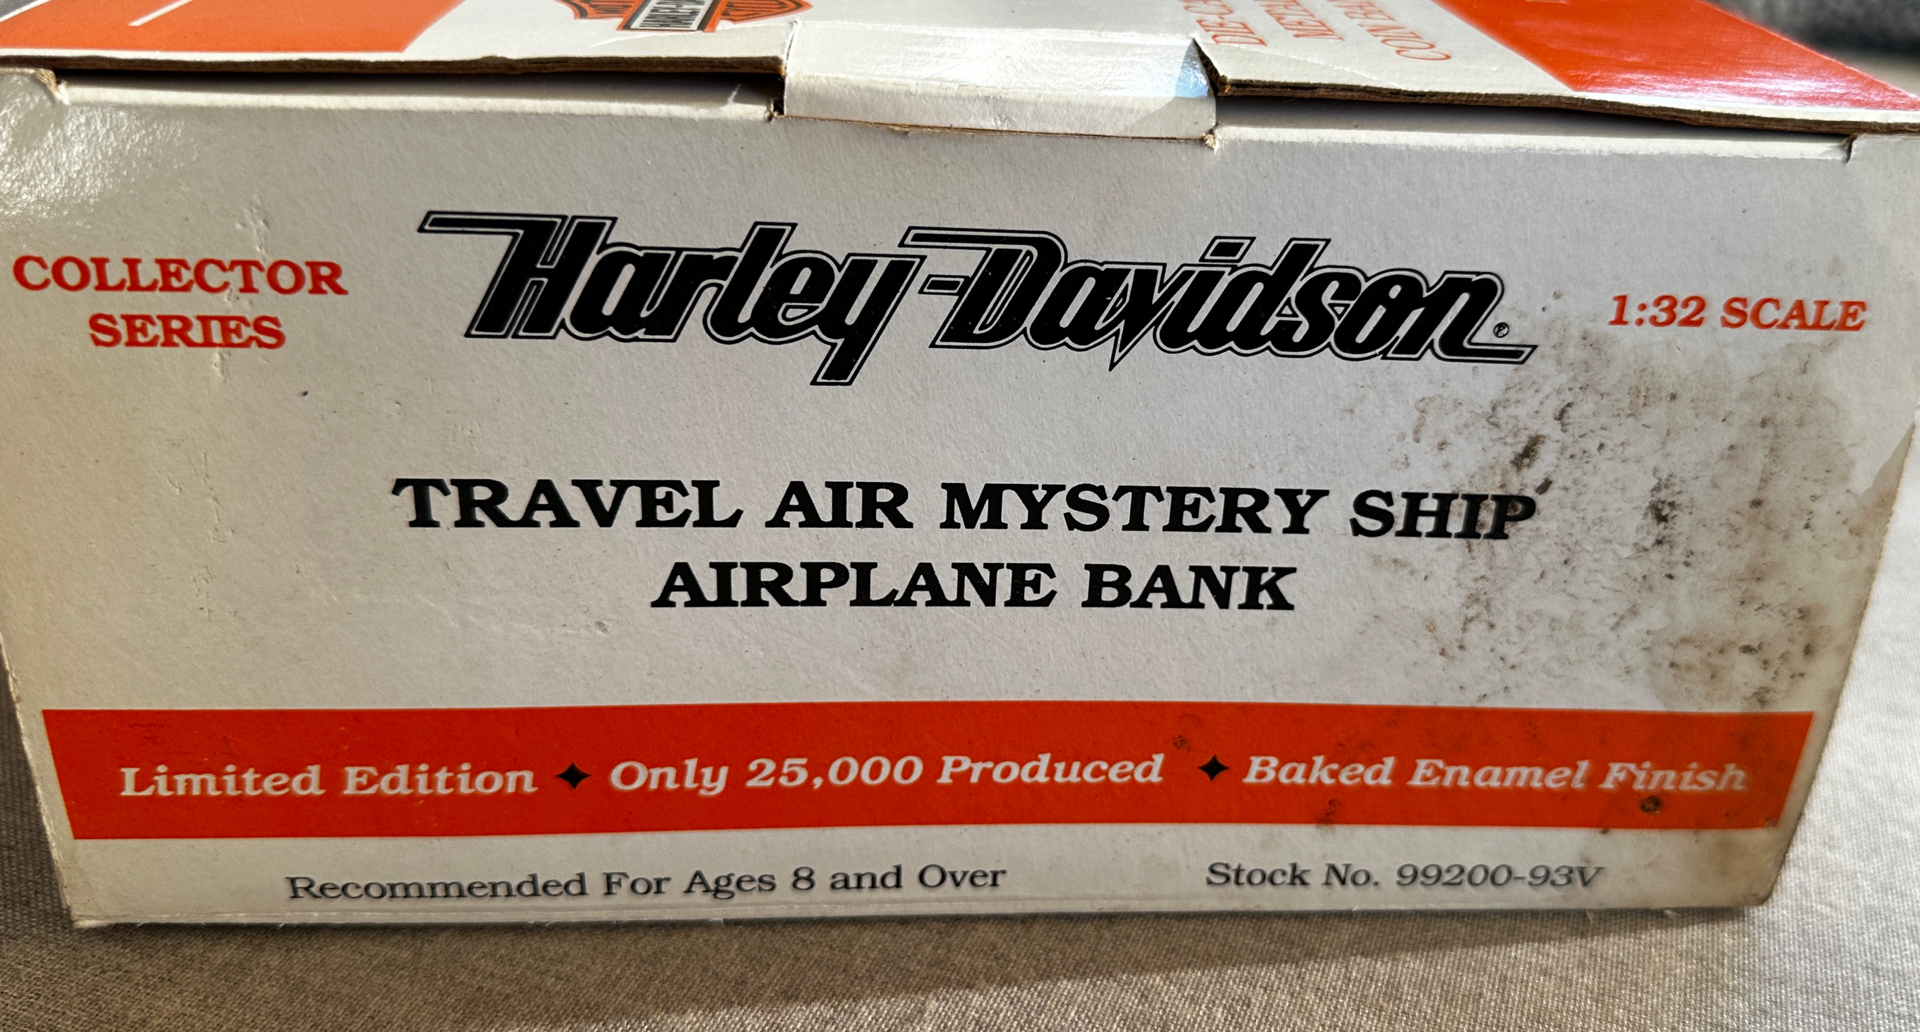 COLLECTOR
SERIES
Harley-Davidson®
1:32 SCALE
TRAVEL AIR MYSTERY SHIP
AIRPLANE BANK
Limited Edition ✦ Only 25,000 Produced ✦ Baked Enamel Finish
Recommended For Ages 8 and Over
Stock No. 99200-93V